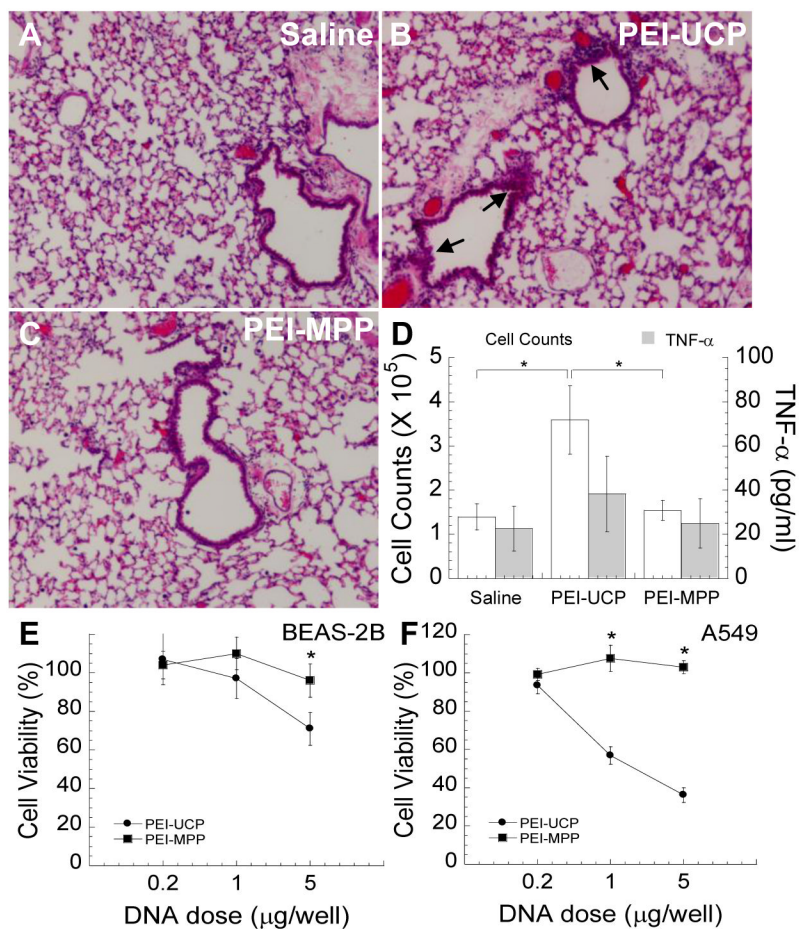 A
Saline
B
PEI-UCP
C
PEI-MPP
D
Cell Counts
TNF-α
5
4
3
2
1
0
Cell Counts (X 10⁵)
*
*
100
80
60
40
20
0
TNF-α (pg/ml)
Saline
PEI-UCP
PEI-MPP
E
BEAS-2B
100
80
60
40
20
0
Cell Viability (%)
*
PEI-UCP
PEI-MPP
0.2
1
5
DNA dose (μg/well)
F
A549
120
100
80
60
40
20
0
Cell Viability (%)
*
*
PEI-UCP
PEI-MPP
0.2
1
5
DNA dose (μg/well)